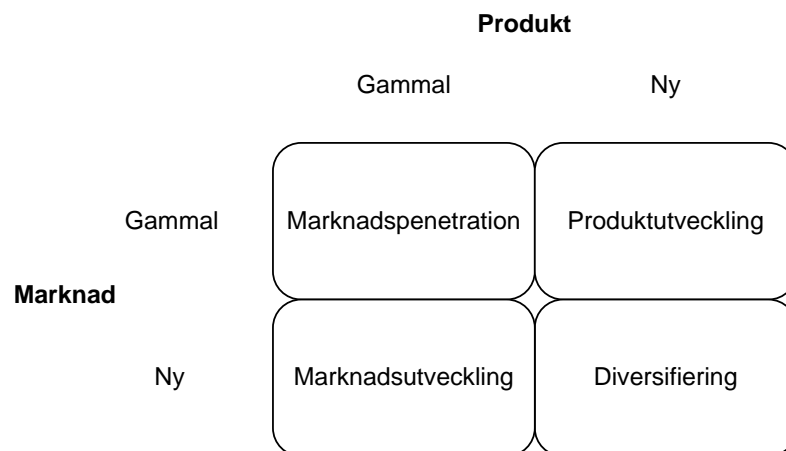 Produkt
Gammal Ny
Gammal Marknadspenetration Produktutveckling
Marknad
Ny Marknadsutveckling Diversifiering